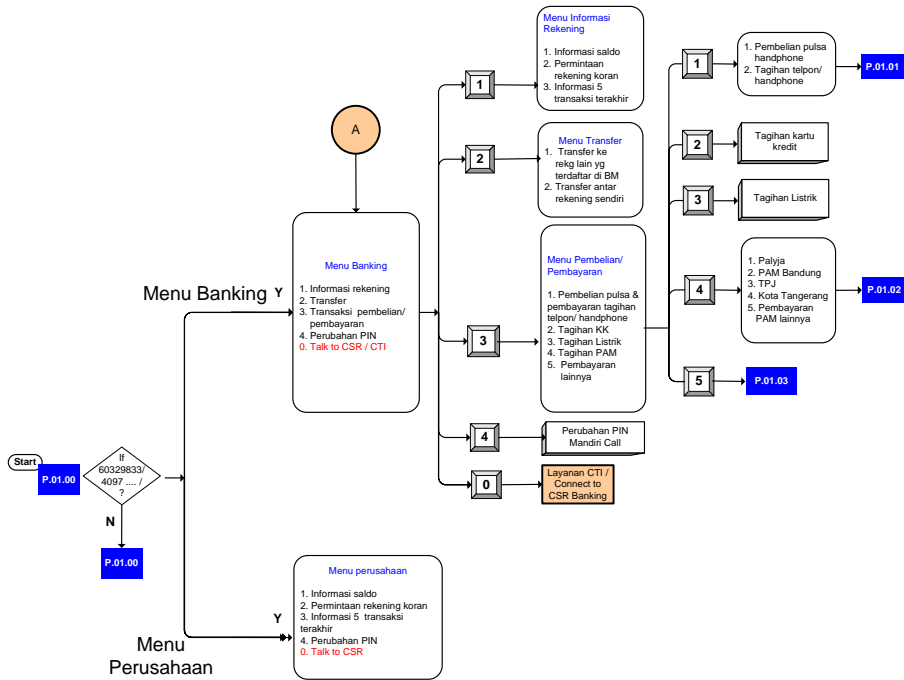 Start
P.01.00
If
60329833/
4097 .... /
?
N
P.01.00
Menu Banking
Y
Menu
Perusahaan
Y
A
Menu Banking
1. Informasi rekening
2. Transfer
3. Transaksi pembelian/
pembayaran
4. Perubahan PIN
0. Talk to CSR / CTI
Menu perusahaan
1. Informasi saldo
2. Permintaan rekening koran
3. Informasi 5 transaksi
terakhir
4. Perubahan PIN
0. Talk to CSR
1
Menu Informasi
Rekening
1. Informasi saldo
2. Permintaan
rekening koran
3. Informasi 5
transaksi terakhir
2
Menu Transfer
1. Transfer ke
rekg lain yg
terdaftar di BM
2. Transfer antar
rekening sendiri
3
Menu Pembelian/
Pembayaran
1. Pembelian pulsa &
pembayaran tagihan
telpon/ handphone
2. Tagihan KK
3. Tagihan Listrik
4. Tagihan PAM
5. Pembayaran
lainnya
4
Perubahan PIN
Mandiri Call
0
Layanan CTI /
Connect to
CSR Banking
1
1. Pembelian pulsa
handphone
2. Tagihan telpon/
handphone
P.01.01
2
Tagihan kartu
kredit
3
Tagihan Listrik
4
1. Palyja
2. PAM Bandung
3. TPJ
4. Kota Tangerang
5. Pembayaran
PAM lainnya
P.01.02
5
P.01.03